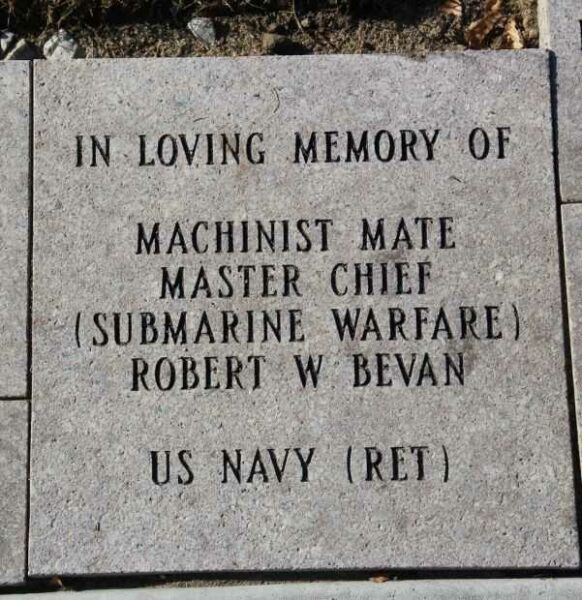 IN LOVING MEMORY OF
MACHINIST MATE
MASTER CHIEF
(SUBMARINE WARFARE)
ROBERT W BEVAN
US NAVY (RET)